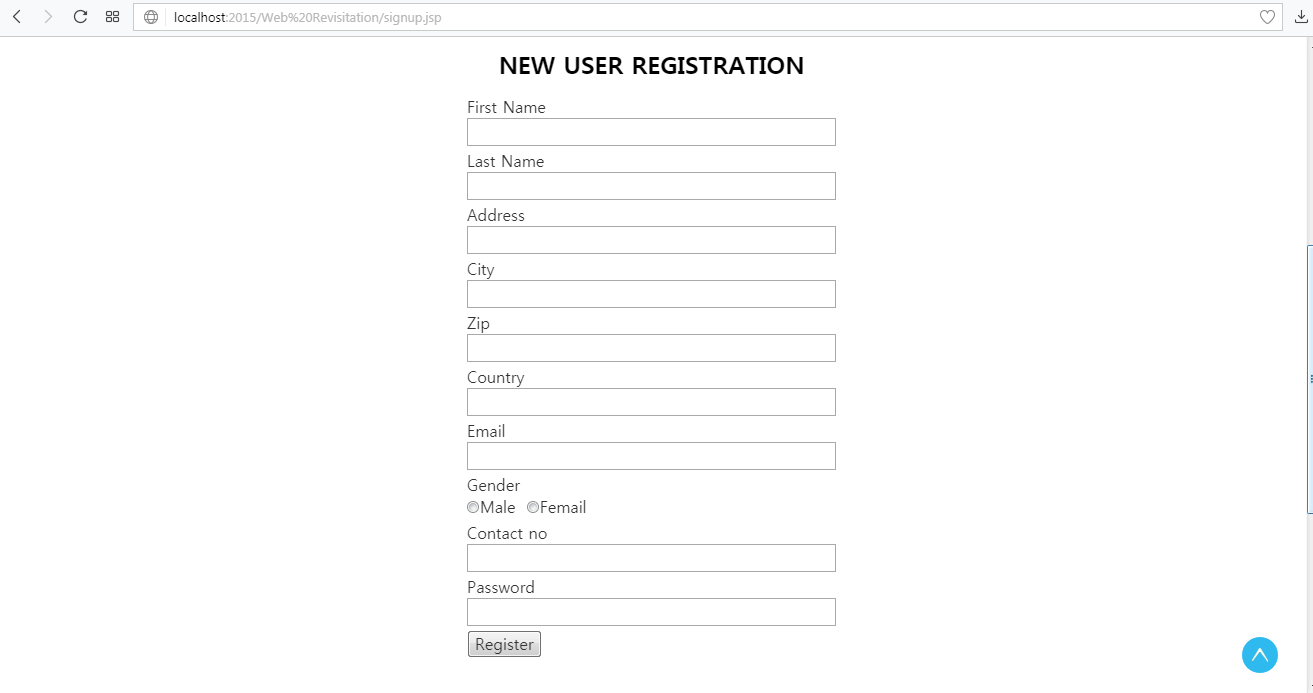 localhost:2015/Web%20Revisitation/signup.jsp
NEW USER REGISTRATION
First Name
Last Name
Address
City
Zip
Country
Email
Gender
Male Femail
Contact no
Password
Register